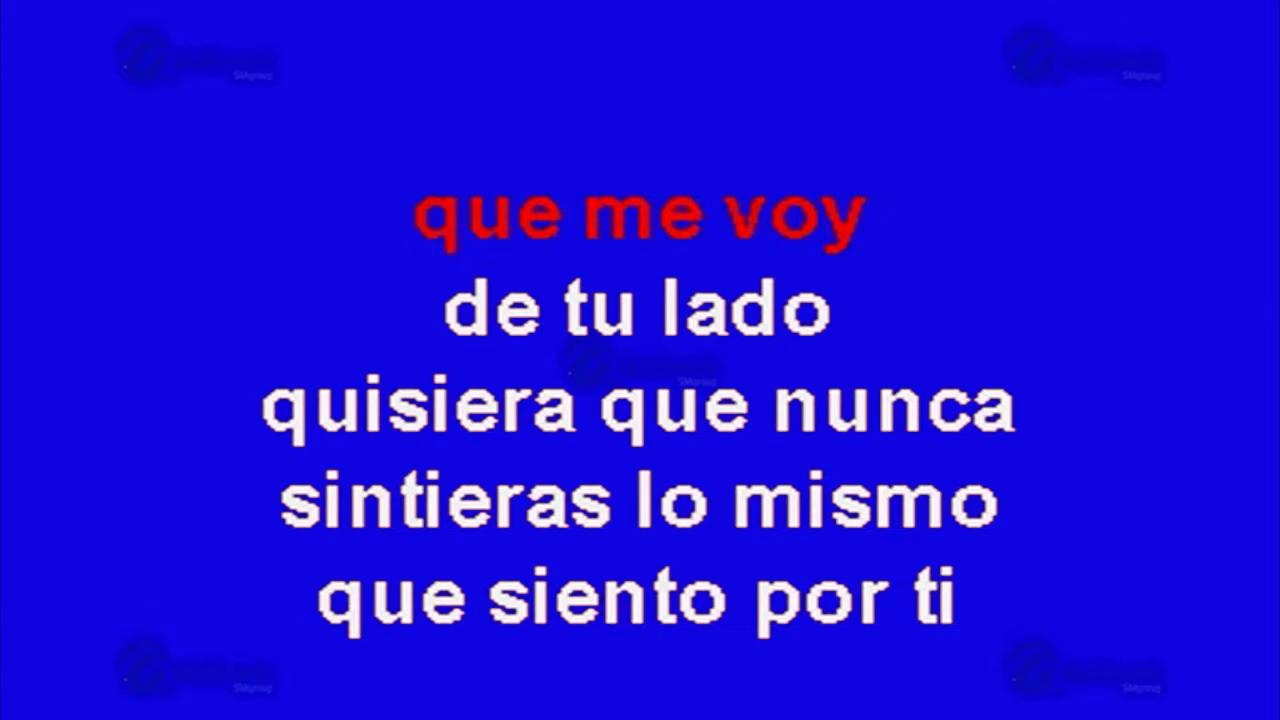 que me voy
de tu lado
quisiera que nunca
sintieras lo mismo
que siento por ti